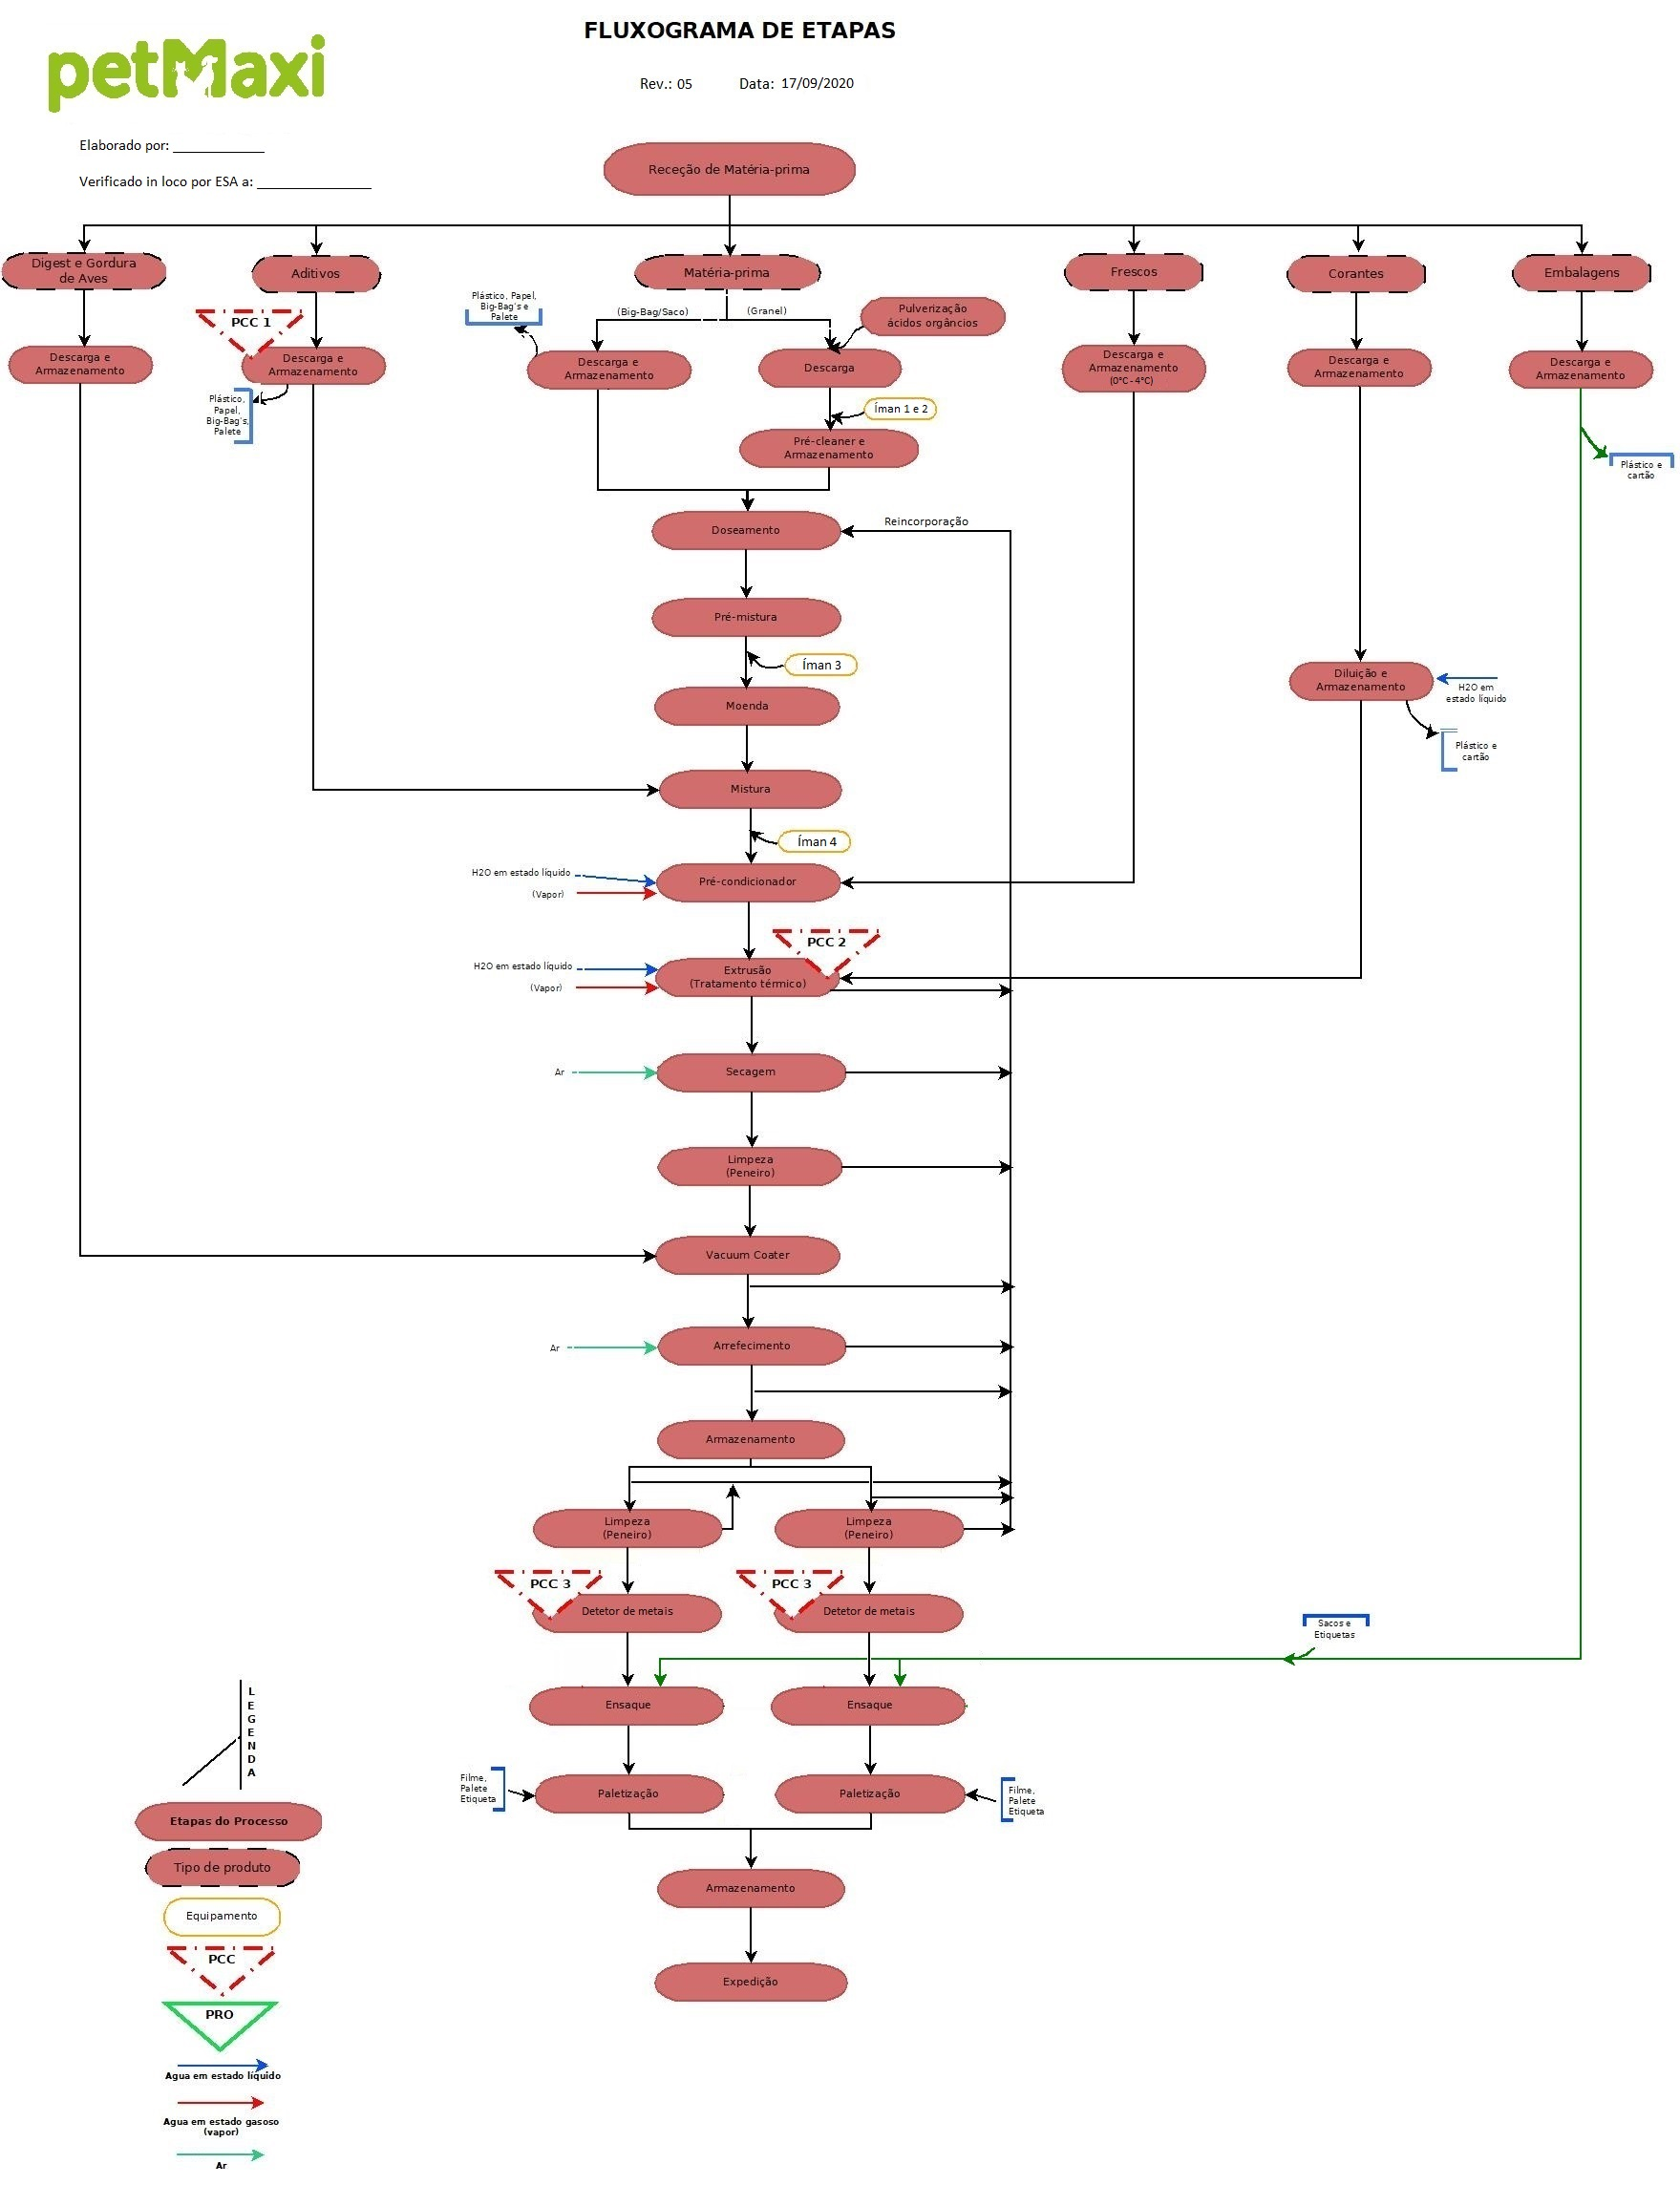 FLUXOGRAMA DE ETAPAS
petMaxi
Rev.: 05
Data: 17/09/2020
Elaborado por: ____________
Verificado in loco por ESA a: _______________
Receção de Matéria-prima
Digest e Gordura
de Aves
Aditivos
Matéria-prima
Frescos
Corantes
Embalagens
Plástico, Papel,
Big-Bag's e
Palete
(Big-Bag/Saco)
(Granel)
Pulverização
ácidos orgâncios
PCC 1
Descarga e
Armazenamento
Descarga e
Armazenamento
Descarga e
Armazenamento
Descarga
Descarga e
Armazenamento
(0°C - 4°C)
Descarga e
Armazenamento
Descarga e
Armazenamento
Plástico,
Papel,
Big-Bag's,
Palete
Íman 1 e 2
Pré-cleaner e
Armazenamento
Plástico e
cartão
Doseamento
Reincorporação
Pré-mistura
Íman 3
Moenda
Diluição e
Armazenamento
H2O em
estado líquido
Plástico e
cartão
Mistura
Íman 4
H2O em estado líquido
(Vapor)
Pré-condicionador
PCC 2
H2O em estado líquido
(Vapor)
Extrusão
(Tratamento térmico)
Ar
Secagem
Limpeza
(Peneiro)
Vacuum Coater
Ar
Arrefecimento
Armazenamento
Limpeza
(Peneiro)
Limpeza
(Peneiro)
PCC 3
PCC 3
Detetor de metais
Detetor de metais
Sacos e
Etiquetas
Ensaque
Ensaque
Filme,
Palete
Etiqueta
Paletização
Paletização
Filme,
Palete
Etiqueta
Armazenamento
Expedição
L
E
G
E
N
D
A
Etapas do Processo
Tipo de produto
Equipamento
PCC
PRO
Agua em estado líquido
Agua em estado gasoso
(vapor)
Ar